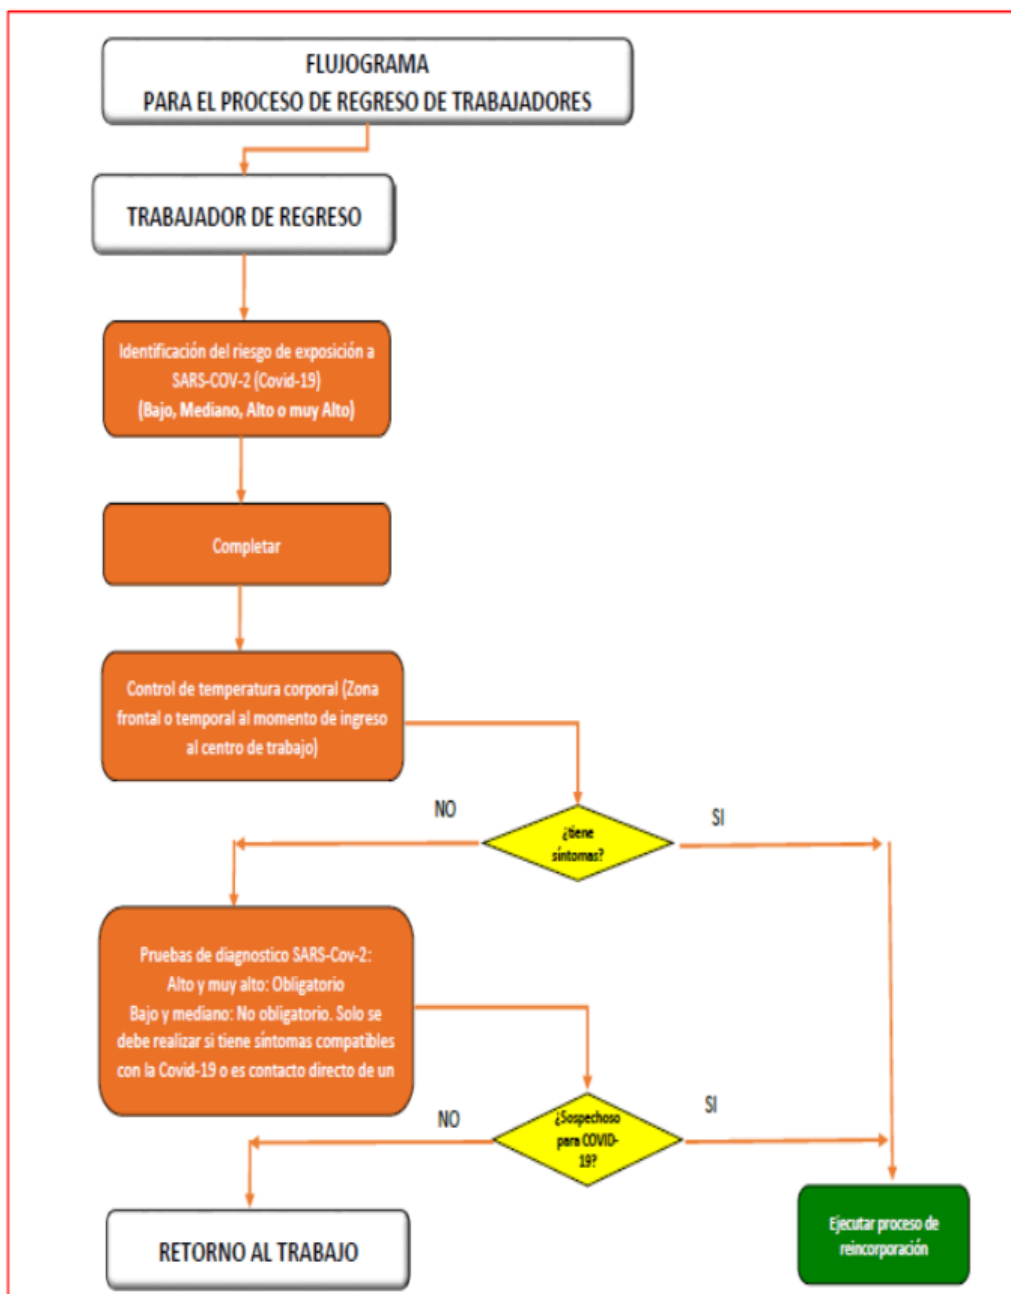 FLUJOGRAMA
PARA EL PROCESO DE REGRESO DE TRABAJADORES
TRABAJADOR DE REGRESO
Identificación del riesgo de exposición a
SARS-COV-2 (Covid-19)
(Bajo, Mediano, Alto o muy Alto)
Completar
Control de temperatura corporal (Zona
frontal o temporal al momento de ingreso
al centro de trabajo)
NO
SI
¿tiene
síntomas?
Pruebas de diagnostico SARS-Cov-2:
Alto y muy alto: Obligatorio
Bajo y mediano: No obligatorio. Solo se
debe realizar si tiene síntomas compatibles
con la Covid-19 o es contacto directo de un
NO
SI
¿Sospechoso
para COVID-
19?
RETORNO AL TRABAJO
Ejecutar proceso de
reincorporación